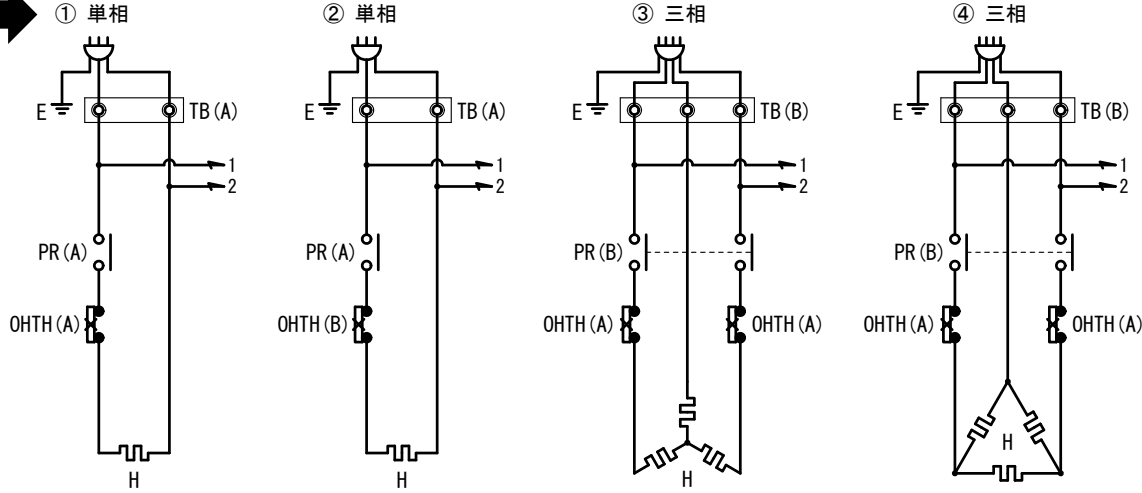 ① 単相
E
TB(A)
1
2
PR(A)
OHTH(A)
H
② 単相
E
TB(A)
1
2
PR(A)
OHTH(B)
H
③ 三相
E
TB(B)
1
2
PR(B)
OHTH(A)
OHTH(A)
H
④ 三相
E
TB(B)
1
2
PR(B)
OHTH(A)
OHTH(A)
H